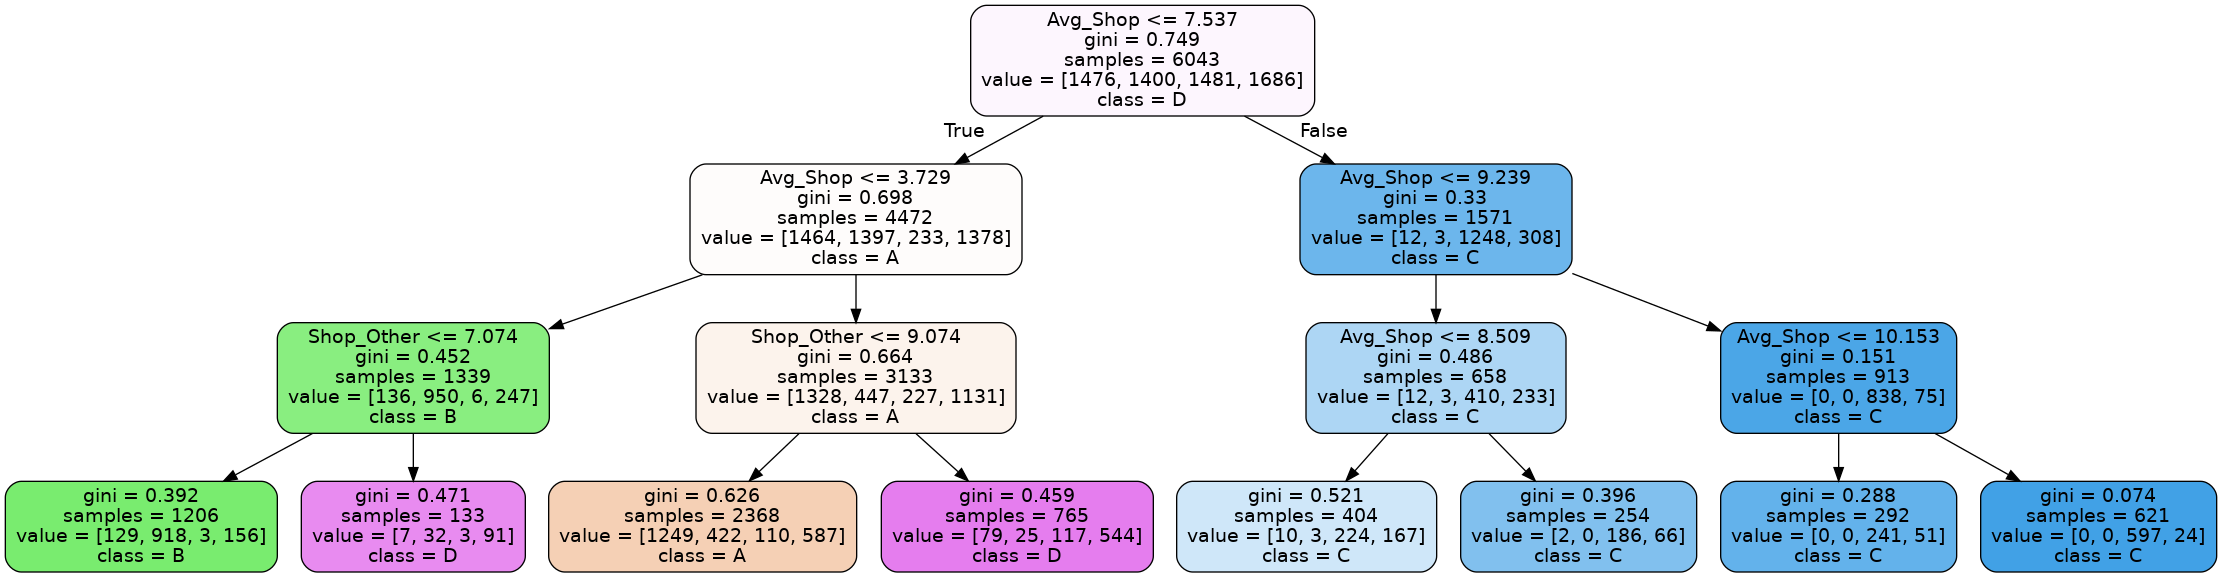 Avg_Shop <= 7.537
gini = 0.749
samples = 6043
value = [1476, 1400, 1481, 1686]
class = D
True
False
Avg_Shop <= 3.729
gini = 0.698
samples = 4472
value = [1464, 1397, 233, 1378]
class = A
Avg_Shop <= 9.239
gini = 0.33
samples = 1571
value = [12, 3, 1248, 308]
class = C
Shop_Other <= 7.074
gini = 0.452
samples = 1339
value = [136, 950, 6, 247]
class = B
Shop_Other <= 9.074
gini = 0.664
samples = 3133
value = [1328, 447, 227, 1131]
class = A
Avg_Shop <= 8.509
gini = 0.486
samples = 658
value = [12, 3, 410, 233]
class = C
Avg_Shop <= 10.153
gini = 0.151
samples = 913
value = [0, 0, 838, 75]
class = C
gini = 0.392
samples = 1206
value = [129, 918, 3, 156]
class = B
gini = 0.471
samples = 133
value = [7, 32, 3, 91]
class = D
gini = 0.626
samples = 2368
value = [1249, 422, 110, 587]
class = A
gini = 0.459
samples = 765
value = [79, 25, 117, 544]
class = D
gini = 0.521
samples = 404
value = [10, 3, 224, 167]
class = C
gini = 0.396
samples = 254
value = [2, 0, 186, 66]
class = C
gini = 0.288
samples = 292
value = [0, 0, 241, 51]
class = C
gini = 0.074
samples = 621
value = [0, 0, 597, 24]
class = C